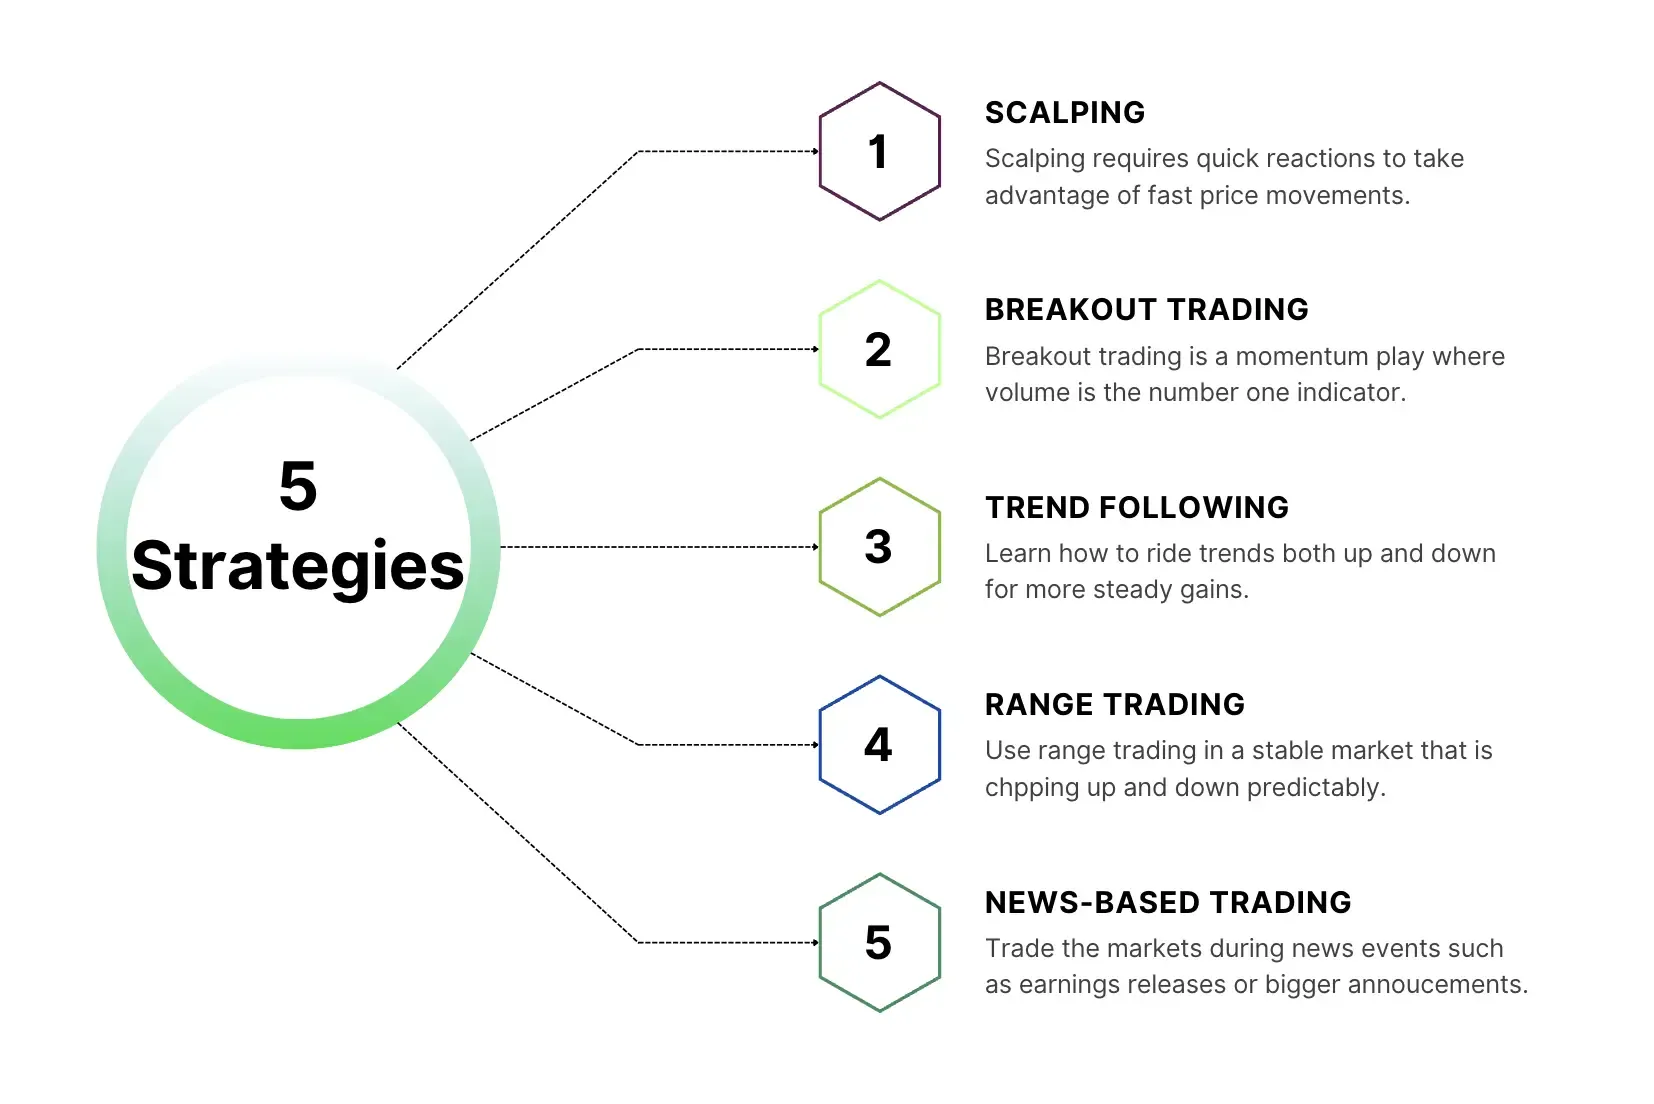 5
Strategies
1
SCALPING
Scalping requires quick reactions to take
advantage of fast price movements.
2
BREAKOUT TRADING
Breakout trading is a momentum play where
volume is the number one indicator.
3
TREND FOLLOWING
Learn how to ride trends both up and down
for more steady gains.
4
RANGE TRADING
Use range trading in a stable market that is
chpping up and down predictably.
5
NEWS-BASED TRADING
Trade the markets during news events such
as earnings releases or bigger annoucements.